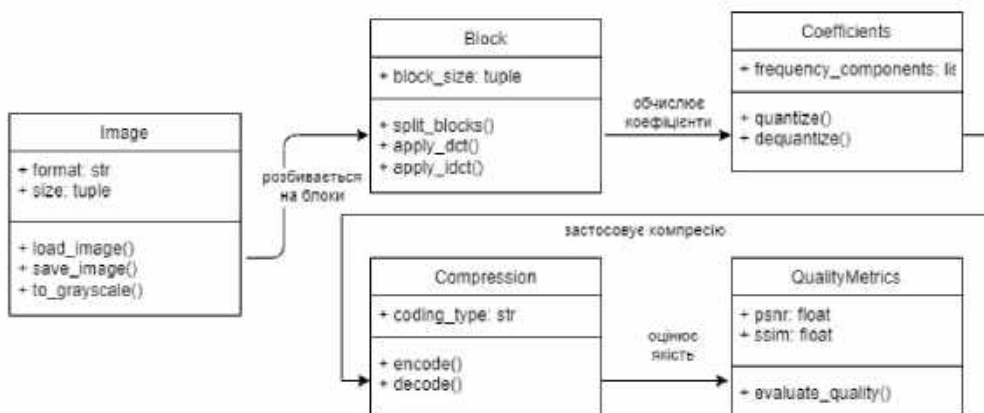 Image
+ format: str
+ size: tuple
+ load_image()
+ save_image()
+ to_grayscale()
розбивається
на блоки
Block
+ block_size: tuple
+ split_blocks()
+ apply_dct()
+ apply_idct()
обчислює
коефіцієнти
Coefficients
+ frequency_components: lis
+ quantize()
+ dequantize()
застосовує компресію
Compression
+ coding_type: str
+ encode()
+ decode()
оцінює
якість
QualityMetrics
+ psnr: float
+ ssim: float
+ evaluate_quality()